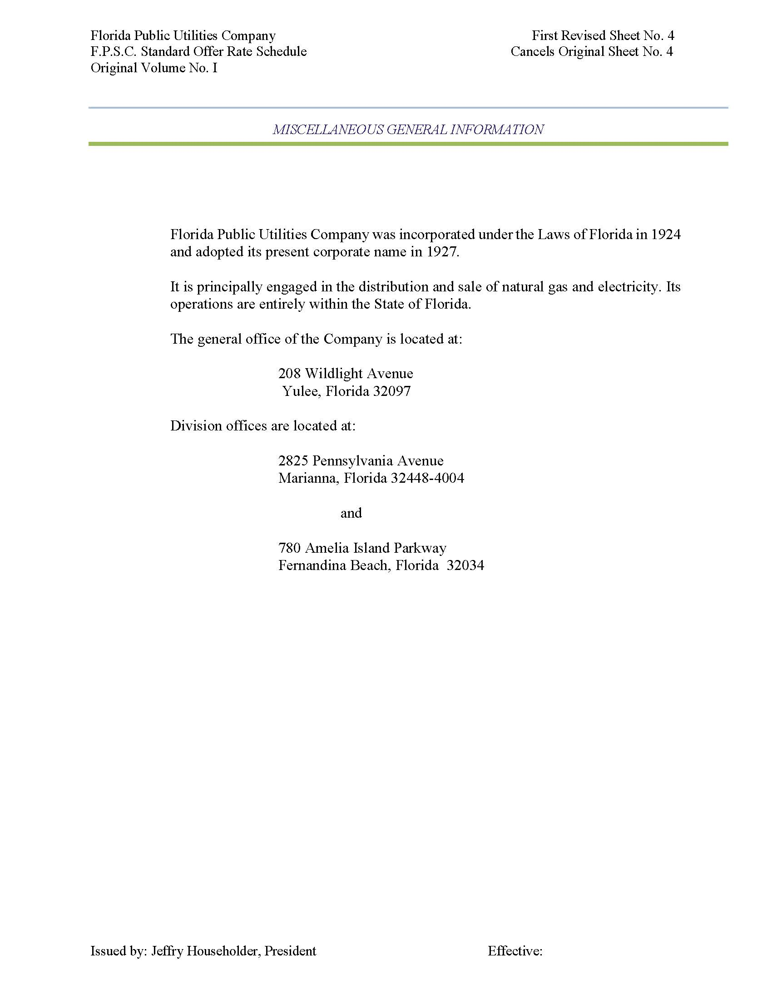 Florida Public Utilities Company
First Revised Sheet No. 4
F.P.S.C. Standard Offer Rate Schedule
Cancels Original Sheet No. 4
Original Volume No. I
MISCELLANEOUS GENERAL INFORMATION
Florida Public Utilities Company was incorporated under the Laws of Florida in 1924
and adopted its present corporate name in 1927.
It is principally engaged in the distribution and sale of natural gas and electricity. Its
operations are entirely within the State of Florida.
The general office of the Company is located at:
208 Wildlight Avenue
Yulee, Florida 32097
Division offices are located at:
2825 Pennsylvania Avenue
Marianna, Florida 32448-4004
and
780 Amelia Island Parkway
Fernandina Beach, Florida  32034
Issued by: Jeffry Householder, President
Effective: